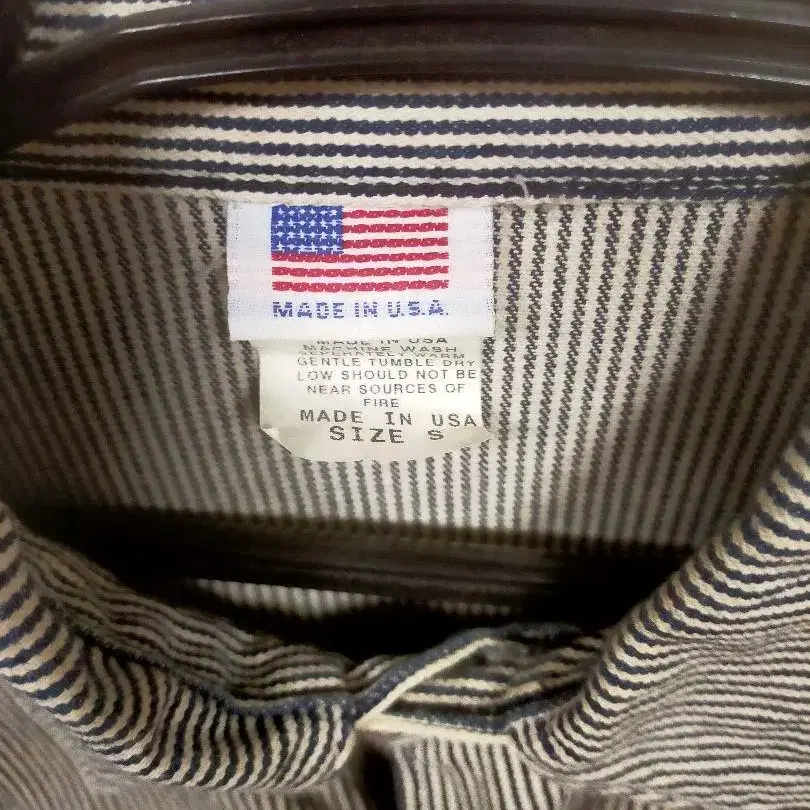 MADE IN U.S.A.
MADE IN USA
MACHINE WASH
SEPERATELY WARM
GENTLE TUMBLE DRY
LOW SHOULD NOT BE
NEAR SOURCES OF
FIRE
MADE IN USA
SIZE S